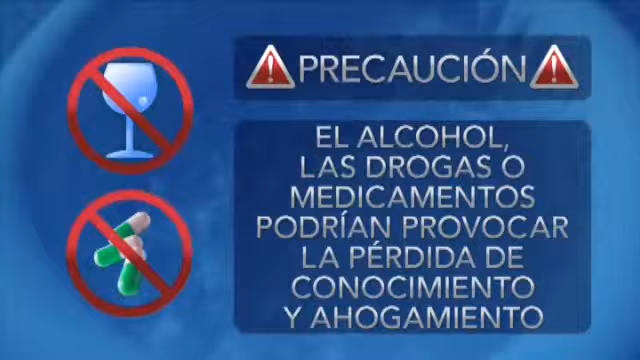 PRECAUCIÓN
EL ALCOHOL,
LAS DROGAS O
MEDICAMENTOS
PODRÍAN PROVOCAR
LA PÉRDIDA DE
CONOCIMIENTO
Y AHOGAMIENTO